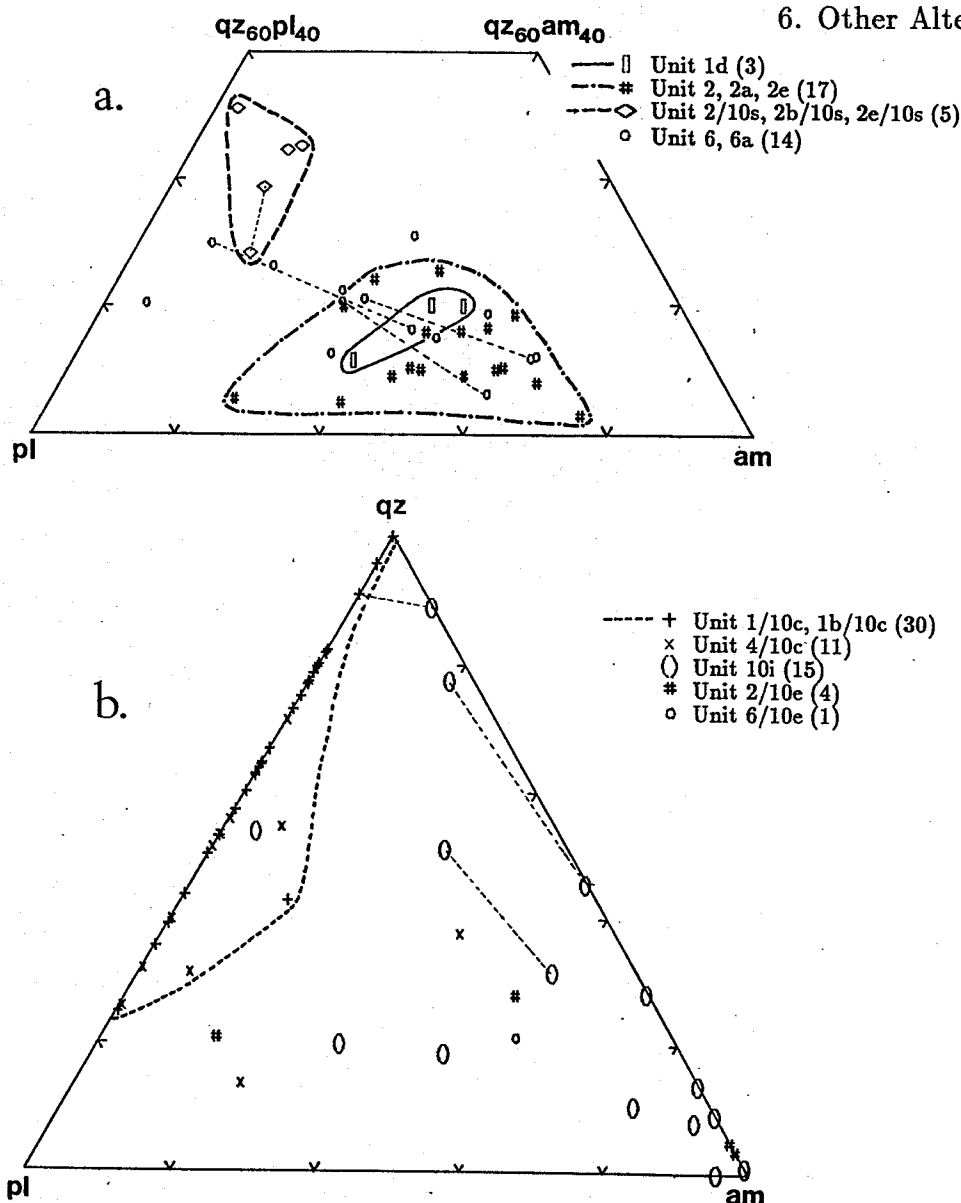 6. Other Alte
qz60pl40 qz60am40
a.
Unit 1d (3)
# Unit 2, 2a, 2e (17)
Unit 2/10s, 2b/10s, 2e/10s (5)
o Unit 6, 6a (14)
pl am
qz
b.
+ Unit 1/10c, 1b/10c (30)
x Unit 4/10c (11)
() Unit 10i (15)
# Unit 2/10e (4)
o Unit 6/10e (1)
pl am